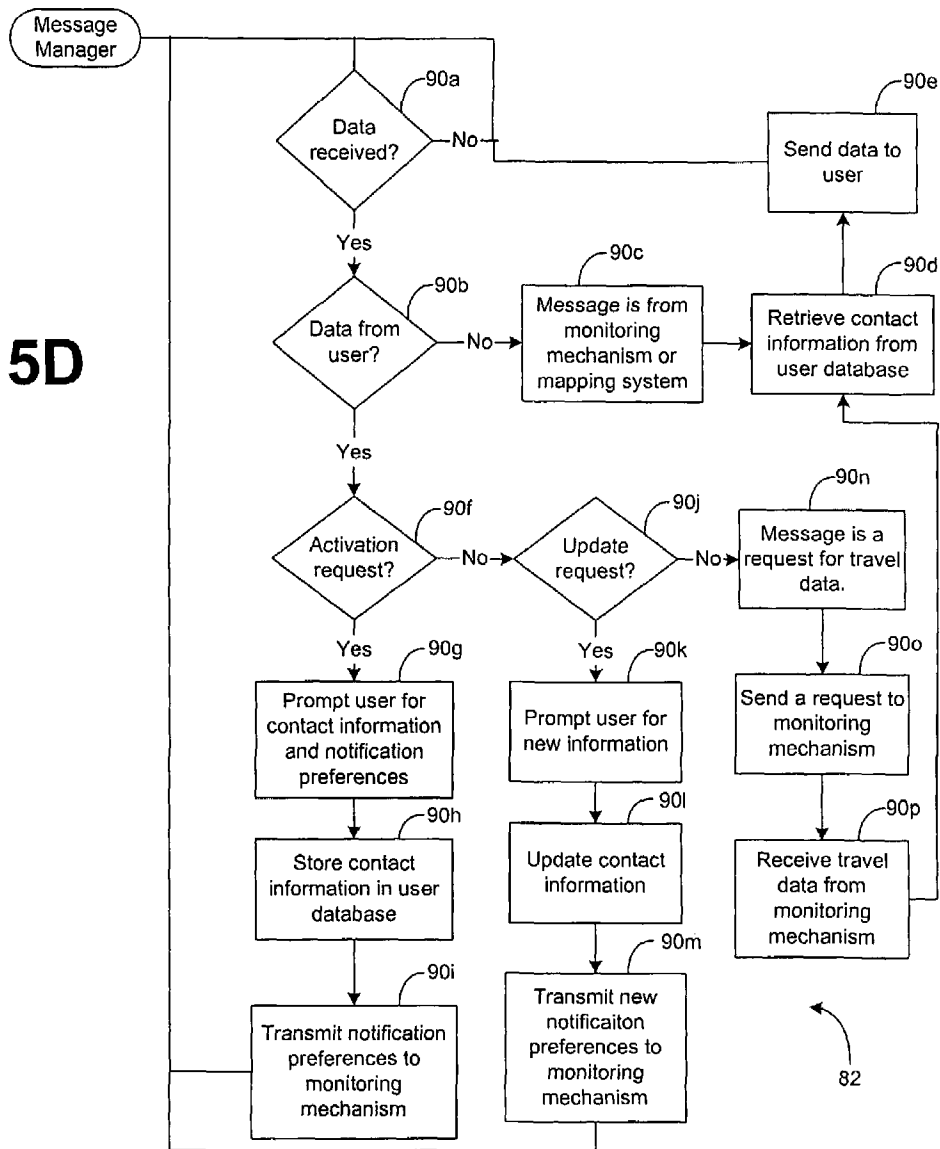 Message
Manager
90a
Data
received?
No
90e
Send data to
user
Yes
90b
Data from
user?
No
90c
Message is from
monitoring
mechanism or
mapping system
90d
Retrieve contact
information from
user database
5D
Yes
90f
Activation
request?
No
90j
Update
request?
No
90n
Message is a
request for travel
data.
Yes
90g
Prompt user for
contact information
and notification
preferences
Yes
90k
Prompt user for
new information
90o
Send a request to
monitoring
mechanism
90h
Store contact
information in user
database
90l
Update contact
information
90p
Receive travel
data from
monitoring
mechanism
90i
Transmit notification
preferences to
monitoring
mechanism
90m
Transmit new
notificaiton
preferences to
monitoring
mechanism
82